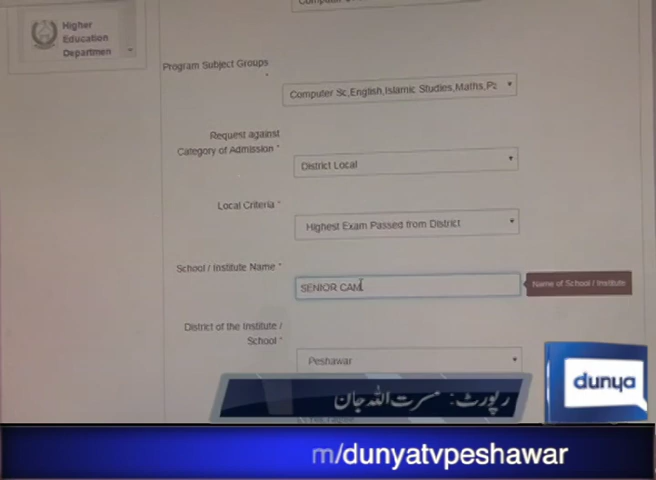 Higher
Education
Departmen
Program Subject Groups
*
Computer Sc,English,Islamic Studies,Maths,Pa
Request against
Category of Admission *
District Local
Local Criteria *
Highest Exam Passed from District
School / Institute Name *
SENIOR CAM
Name of School / Institute
District of the Institute /
School *
Peshawar
رپورٹ: مسرت اللہ جان
dunya
m/dunyatvpeshawar